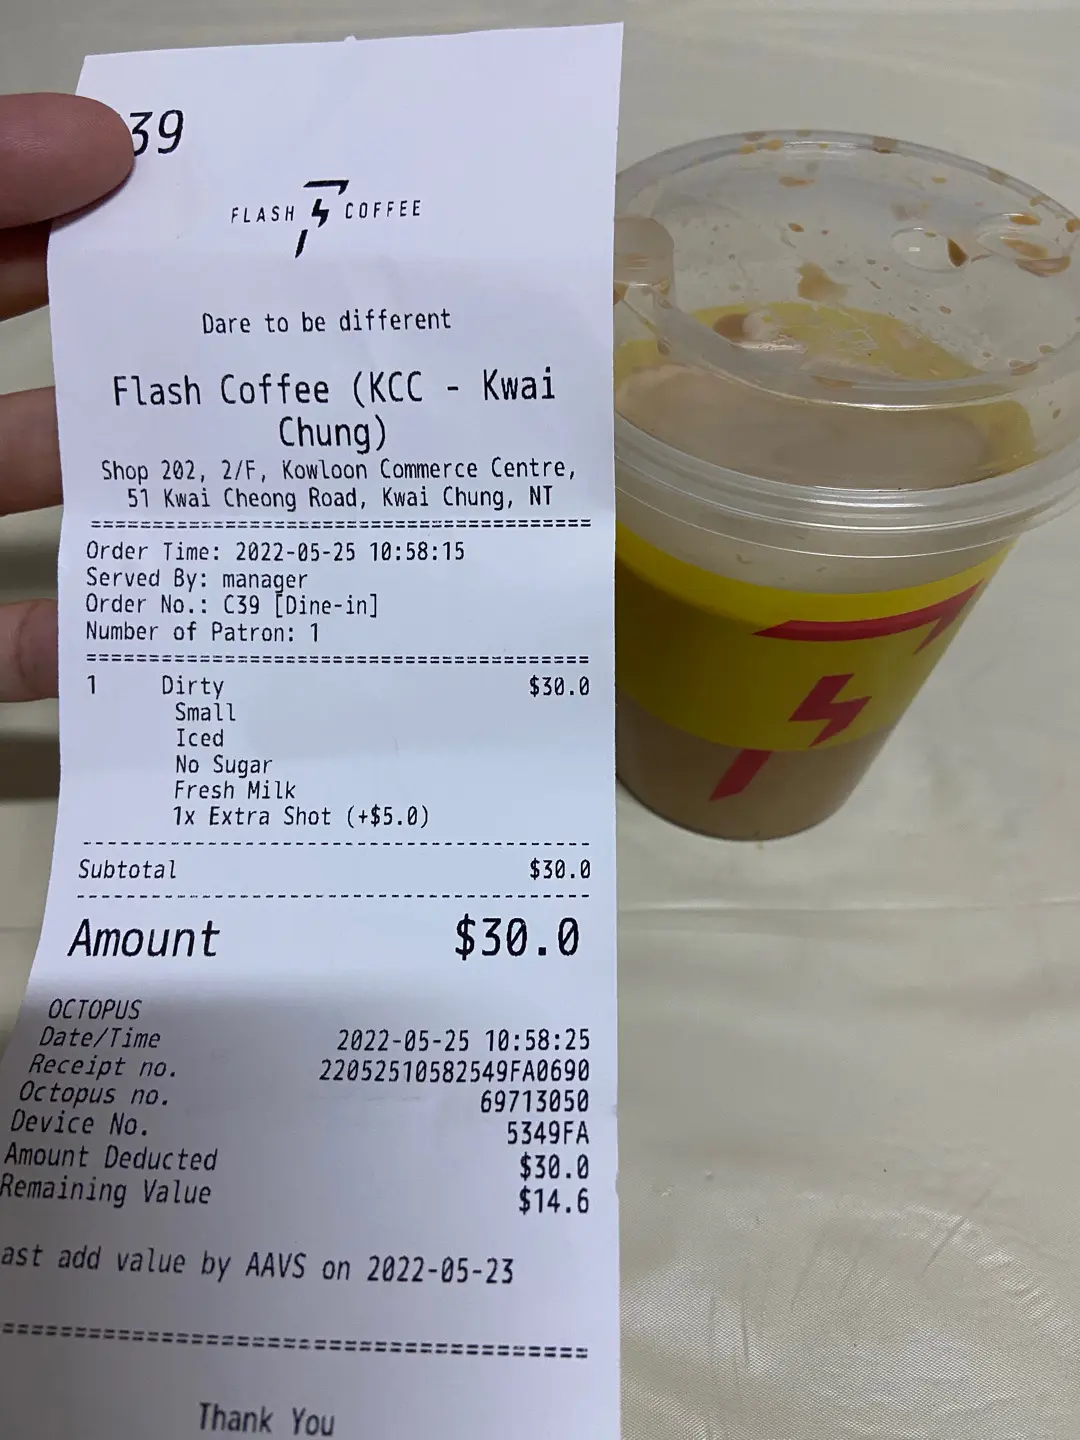 39
FLASH COFFEE
Dare to be different
Flash Coffee (KCC - Kwai
Chung)
Shop 202, 2/F, Kowloon Commerce Centre,
51 Kwai Cheong Road, Kwai Chung, NT
========================================
Order Time: 2022-05-25 10:58:15
Served By: manager
Order No.: C39 [Dine-in]
Number of Patron: 1
========================================
1 Dirty $30.0
Small
Iced
No Sugar
Fresh Milk
1x Extra Shot (+$5.0)
----------------------------------------
Subtotal $30.0
----------------------------------------
Amount $30.0
OCTOPUS
Date/Time 2022-05-25 10:58:25
Receipt no. 22052510582549FA0690
Octopus no. 69713050
Device No. 5349FA
Amount Deducted $30.0
Remaining Value $14.6
ast add value by AAVS on 2022-05-23
========================================
Thank You